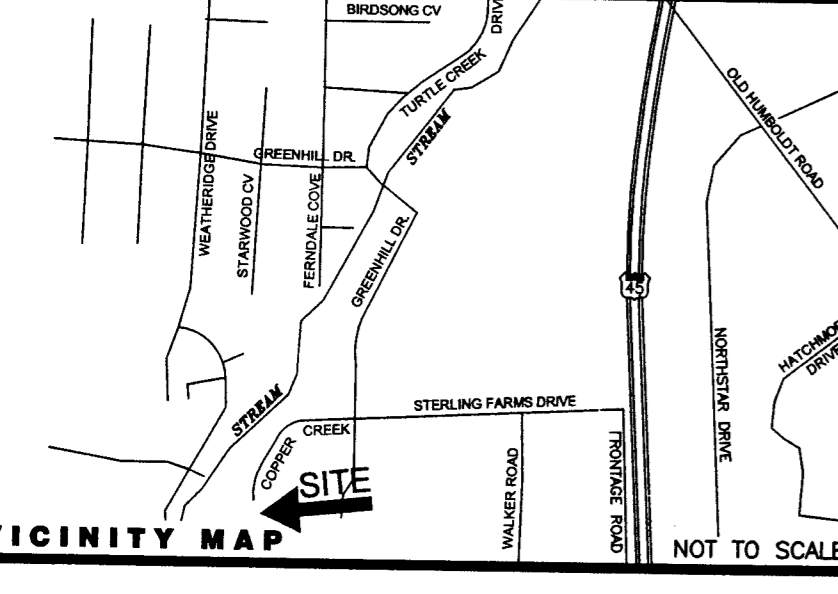 BIRDSONG CV
DRIV
TURTLE CREEK
STREAM
OLD HUMBOLDT ROAD
WEATHERIDGE DRIVE
GREENHILL DR.
STARWOOD CV
FERNDALE COVE
GREENHILL DR.
45
NORTHSTAR DRIVE
HATCHMO
DRIVE
STREAM
STERLING FARMS DRIVE
COPPER
CREEK
SITE
WALKER ROAD
FRONTAGE ROAD
VICINITY MAP
NOT TO SCALE